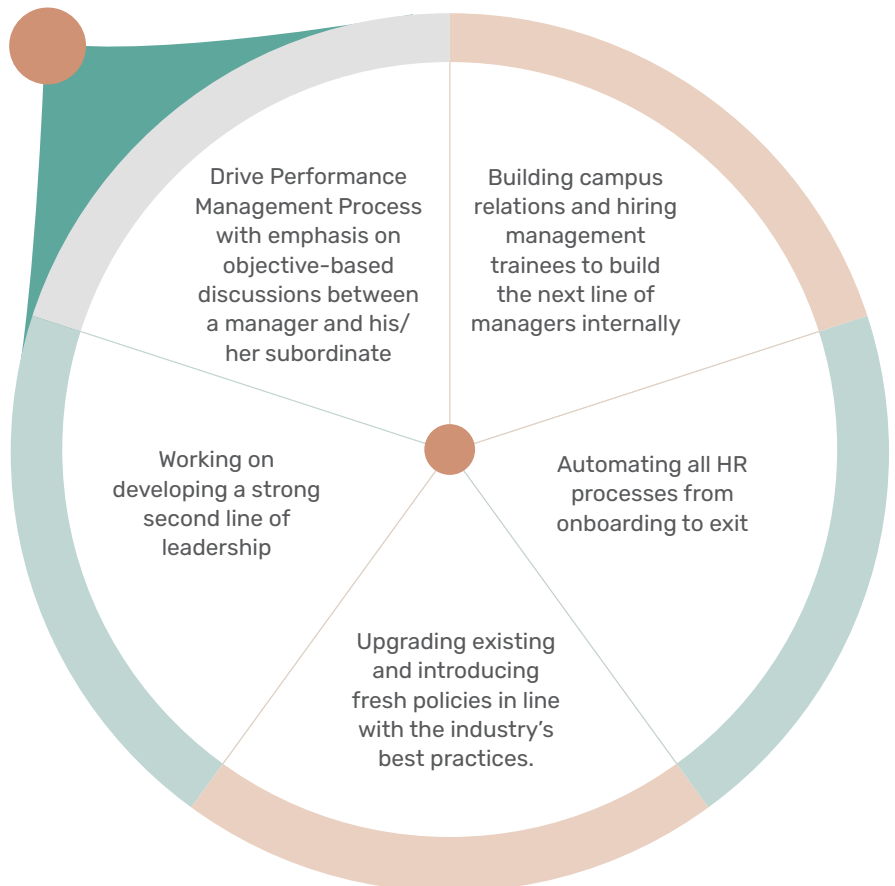 Drive Performance
Management Process
with emphasis on
objective-based
discussions between
a manager and his/
her subordinate
Building campus
relations and hiring
management
trainees to build
the next line of
managers internally
Working on
developing a strong
second line of
leadership
Automating all HR
processes from
onboarding to exit
Upgrading existing
and introducing
fresh policies in line
with the industry’s
best practices.